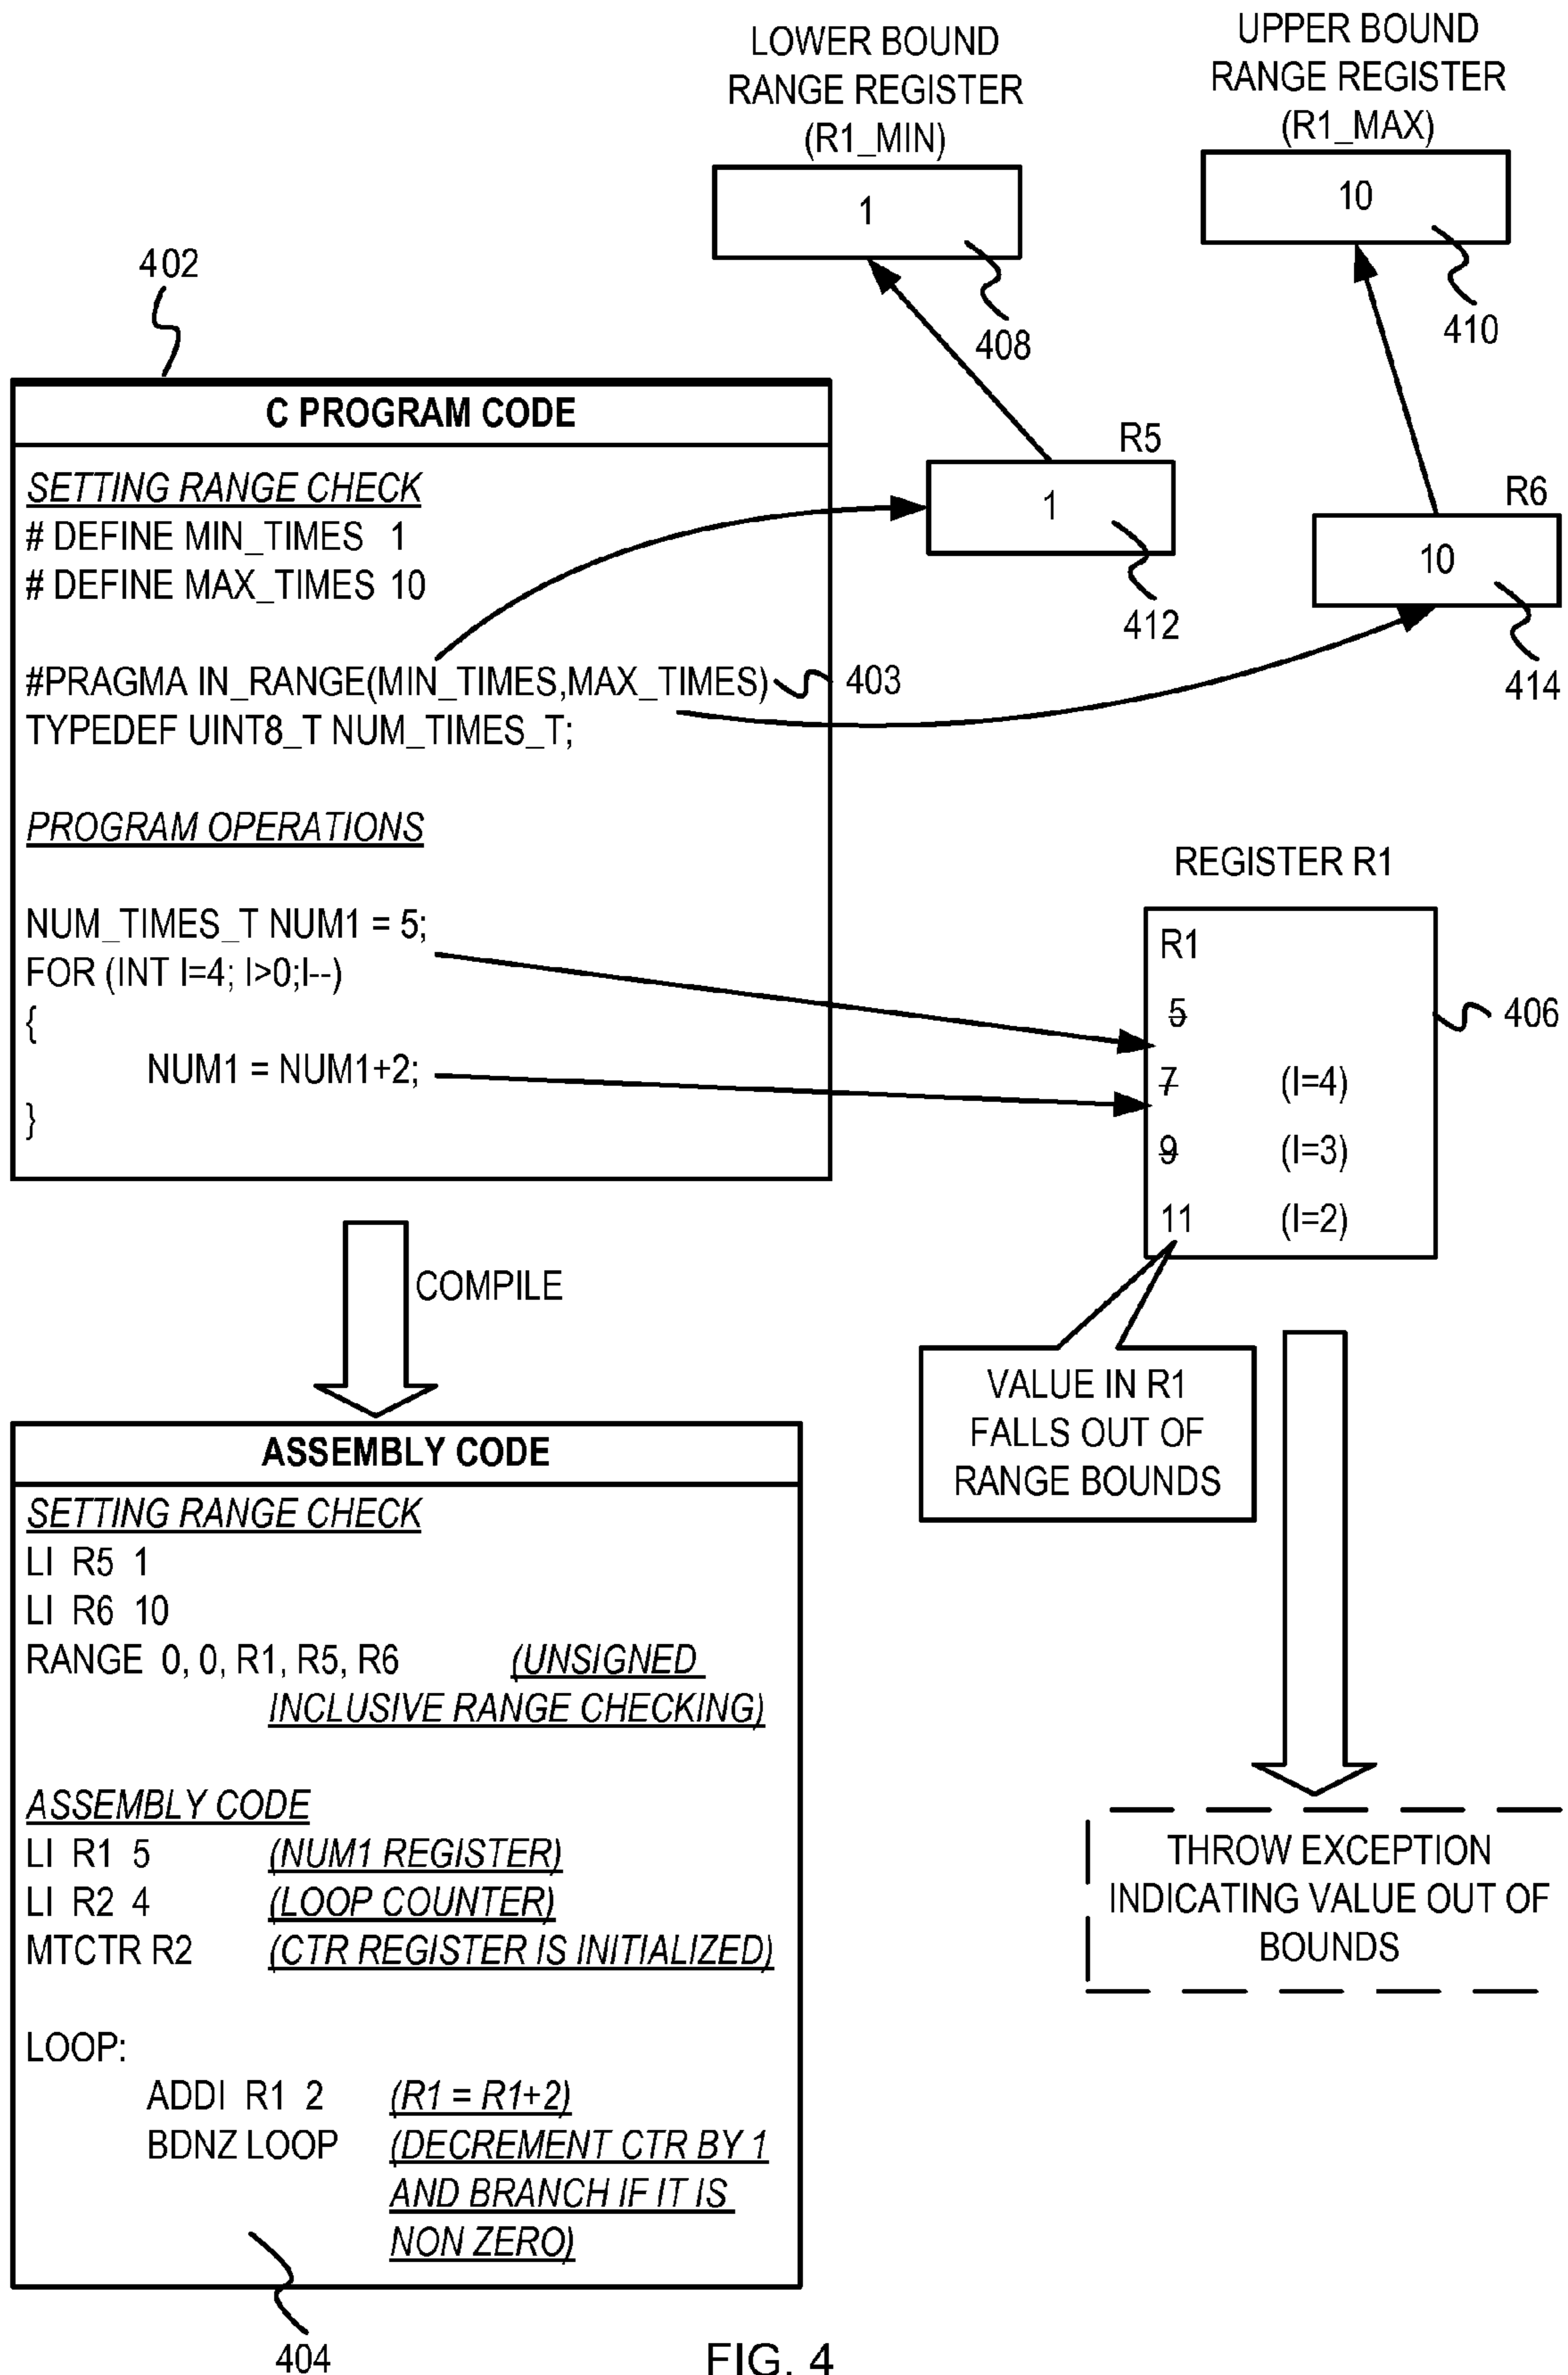 LOWER BOUND
RANGE REGISTER
(R1_MIN)
1
408
UPPER BOUND
RANGE REGISTER
(R1_MAX)
10
410
402
C PROGRAM CODE
SETTING RANGE CHECK
# DEFINE MIN_TIMES 1
# DEFINE MAX_TIMES 10
#PRAGMA IN_RANGE(MIN_TIMES,MAX_TIMES)
403
TYPEDEF UINT8_T NUM_TIMES_T;
PROGRAM OPERATIONS
NUM_TIMES_T NUM1 = 5;
FOR (INT I=4; I>0;I--)
{
NUM1 = NUM1+2;
}
R5
1
412
R6
10
414
REGISTER R1
R1
5
406
7 (I=4)
9 (I=3)
11 (I=2)
VALUE IN R1
FALLS OUT OF
RANGE BOUNDS
THROW EXCEPTION
INDICATING VALUE OUT OF
BOUNDS
COMPILE
ASSEMBLY CODE
SETTING RANGE CHECK
LI R5 1
LI R6 10
RANGE 0, 0, R1, R5, R6 (UNSIGNED
INCLUSIVE RANGE CHECKING)
ASSEMBLY CODE
LI R1 5 (NUM1 REGISTER)
LI R2 4 (LOOP COUNTER)
MTCTR R2 (CTR REGISTER IS INITIALIZED)
LOOP:
ADDI R1 2 (R1 = R1+2)
BDNZ LOOP (DECREMENT CTR BY 1
AND BRANCH IF IT IS
NON ZERO)
404
FIG. 4